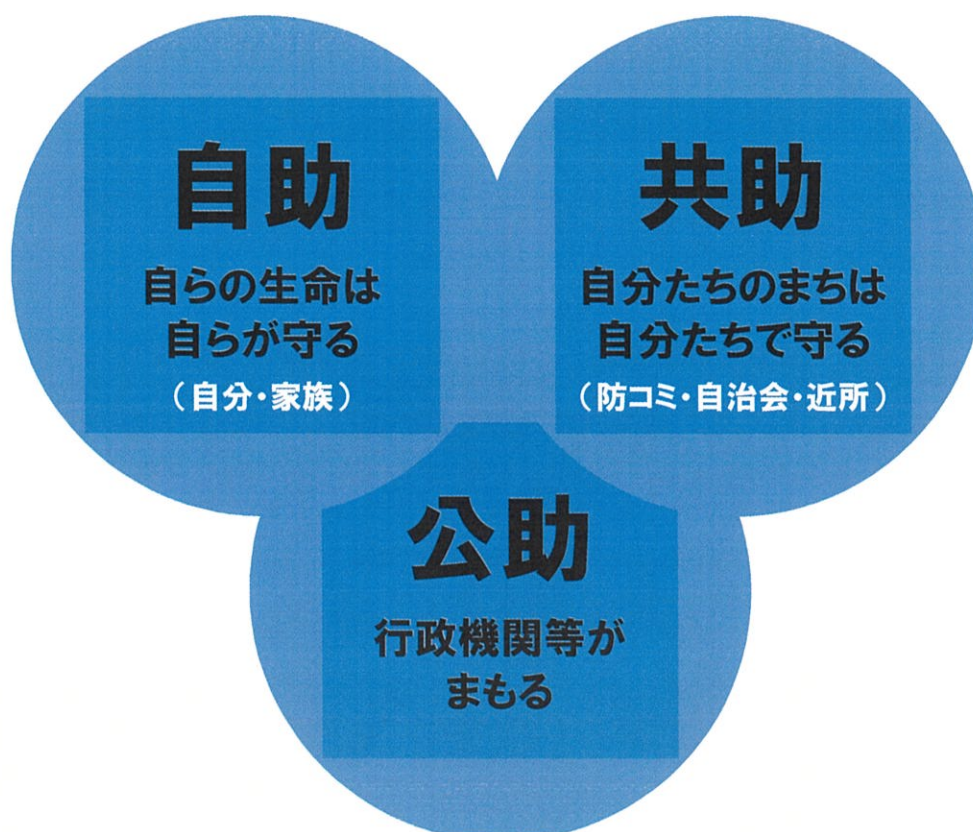 自助
自らの生命は
自らが守る
（自分・家族）
共助
自分たちのまちは
自分たちで守る
（防コミ・自治会・近所）
公助
行政機関等が
まもる